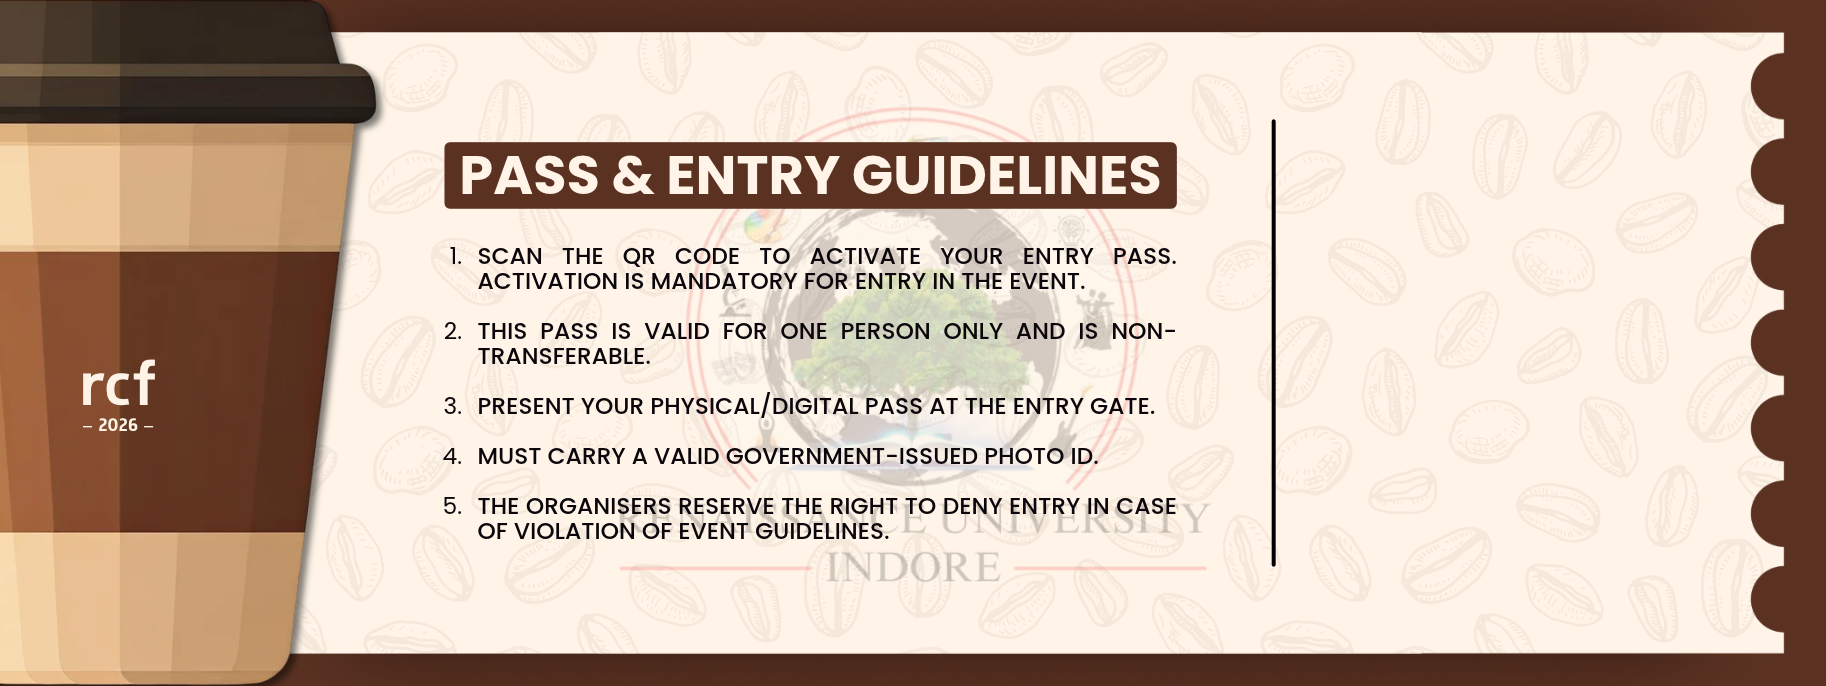 PASS & ENTRY GUIDELINES
1. SCAN THE QR CODE TO ACTIVATE YOUR ENTRY PASS.
ACTIVATION IS MANDATORY FOR ENTRY IN THE EVENT.
2. THIS PASS IS VALID FOR ONE PERSON ONLY AND IS NON-
TRANSFERABLE.
3. PRESENT YOUR PHYSICAL/DIGITAL PASS AT THE ENTRY GATE.
4. MUST CARRY A VALID GOVERNMENT-ISSUED PHOTO ID.
5. THE ORGANISERS RESERVE THE RIGHT TO DENY ENTRY IN CASE
OF VIOLATION OF EVENT GUIDELINES.
RENAISSANCE UNIVERSITY
INDORE
rcf
– 2026 –